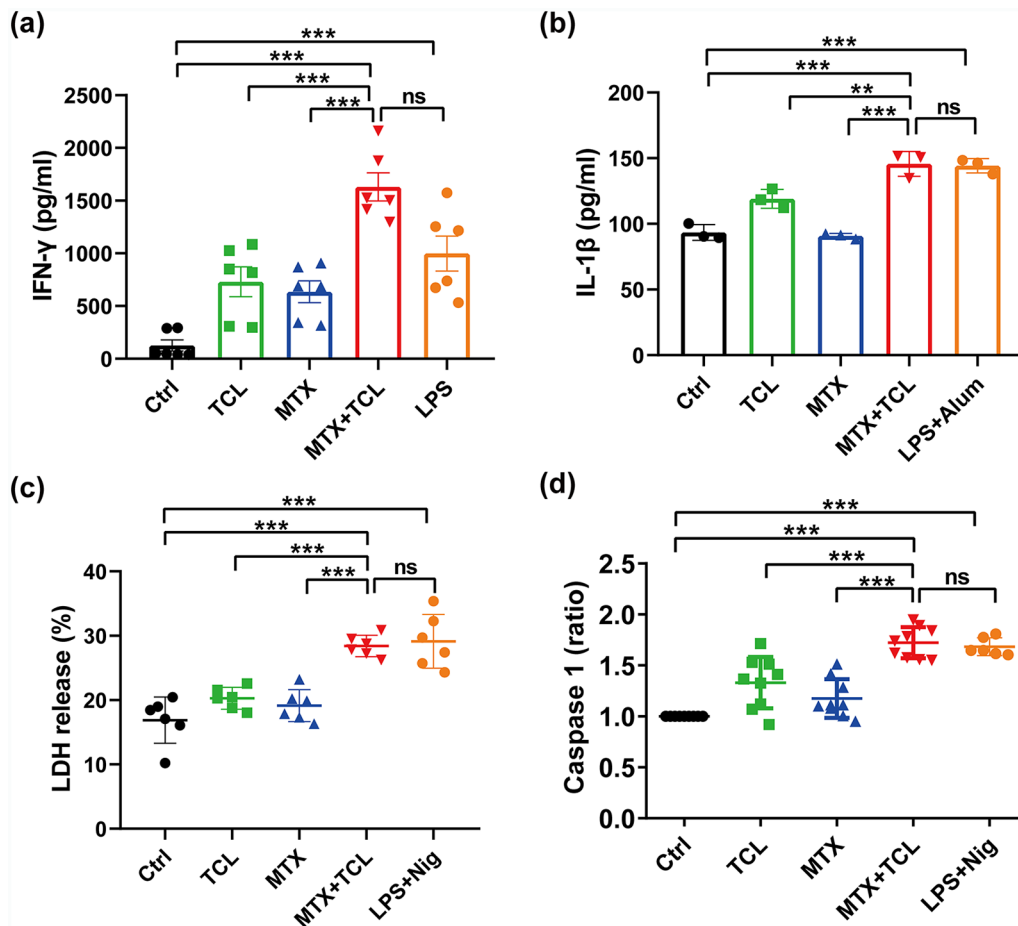 (a)
***
***
***
***
ns
IFN-γ (pg/ml)
2500
2000
1500
1000
500
0
Ctrl
TCL
MTX
MTX+TCL
LPS
(b)
***
***
**
***
ns
IL-1β (pg/ml)
200
150
100
50
0
Ctrl
TCL
MTX
MTX+TCL
LPS+Alum
(c)
***
***
***
***
ns
LDH release (%)
40
30
20
10
0
Ctrl
TCL
MTX
MTX+TCL
LPS+Nig
(d)
***
***
***
***
ns
Caspase 1 (ratio)
2.5
2.0
1.5
1.0
0.5
0.0
Ctrl
TCL
MTX
MTX+TCL
LPS+Nig